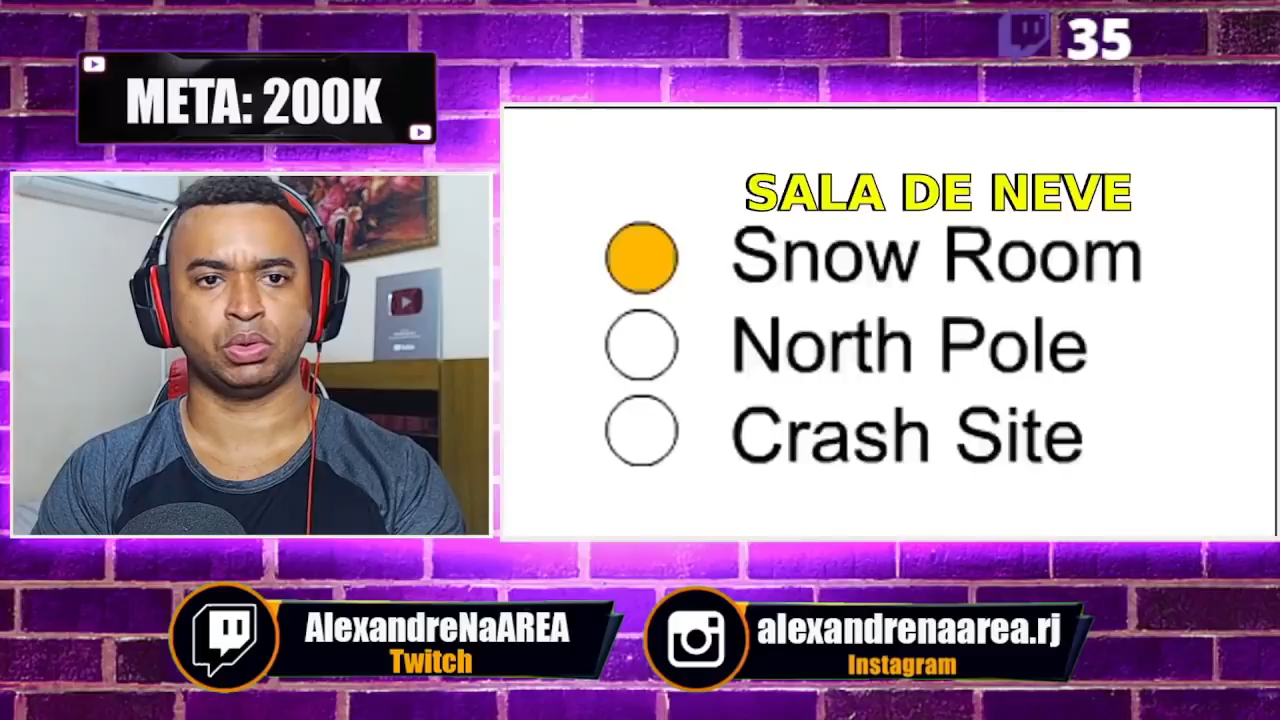 35
META: 200K
SALA DE NEVE
Snow Room
North Pole
Crash Site
AlexandreNaAREA
Twitch
alexandrenaarea.rj
Instagram